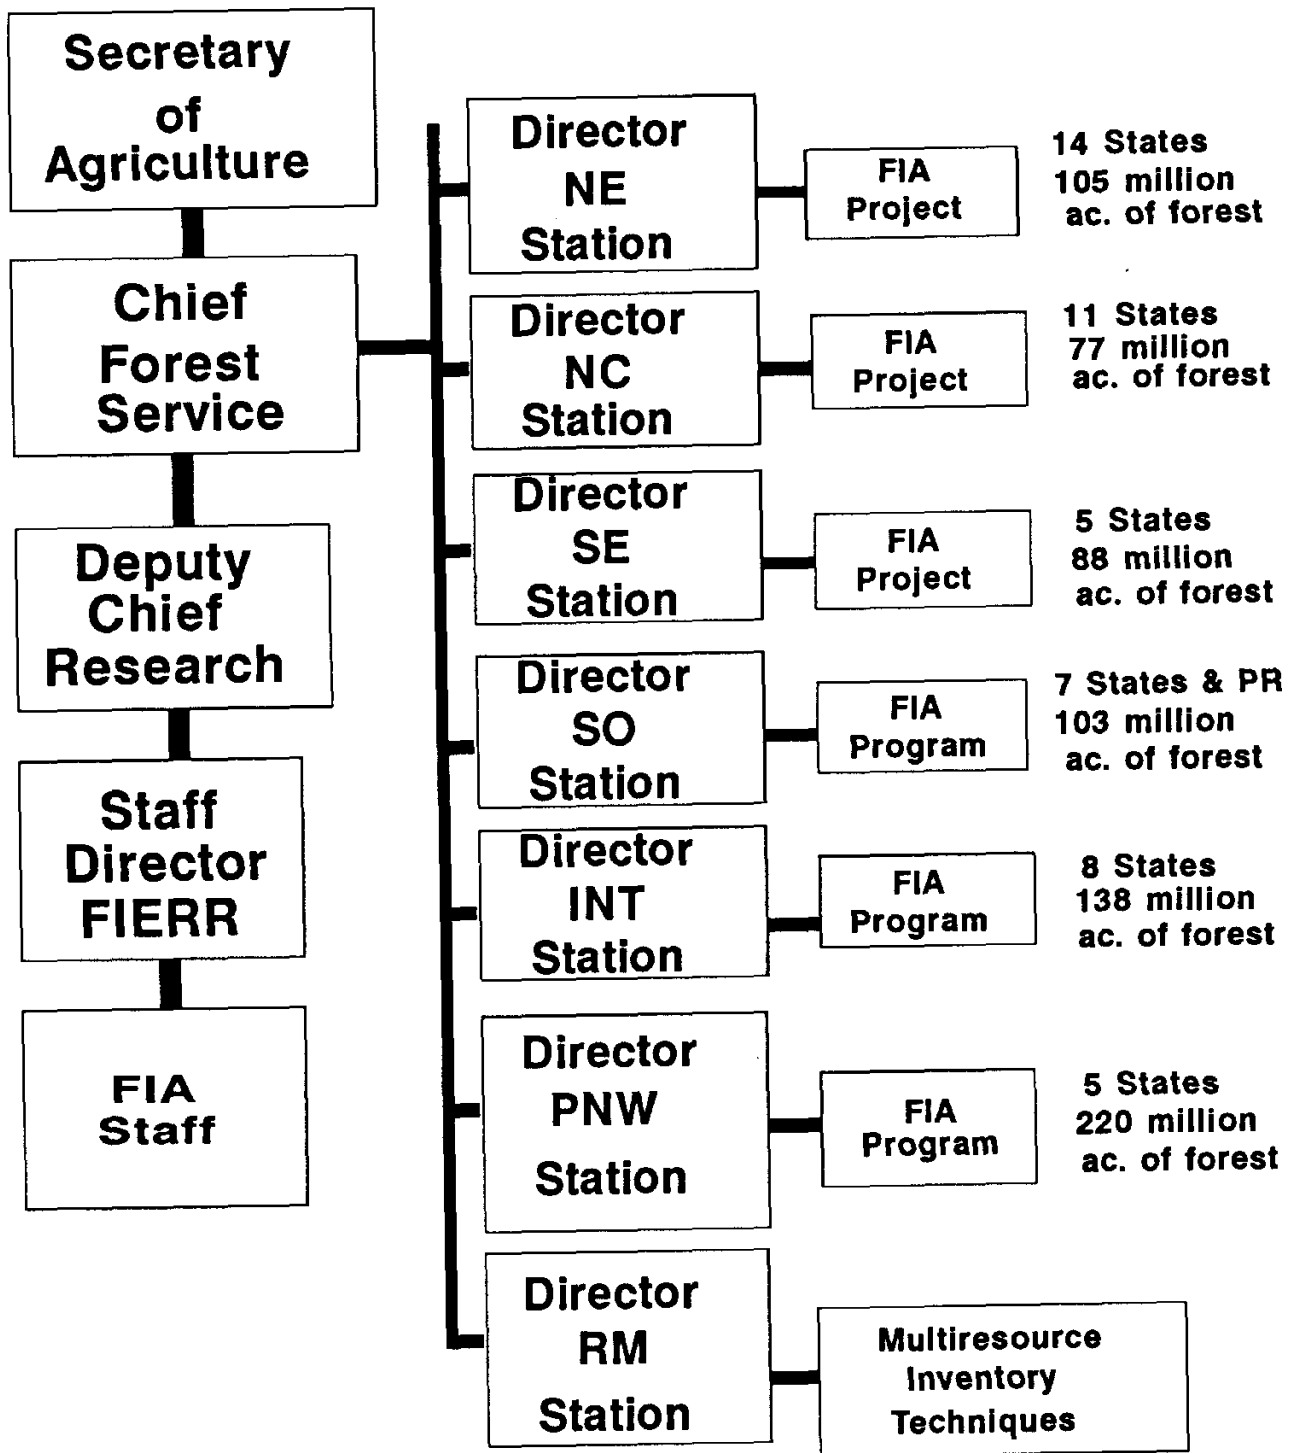 Secretary
of
Agriculture
Chief
Forest
Service
Deputy
Chief
Research
Staff
Director
FIERR
FIA
Staff
Director
NE
Station
FIA
Project
14 States
105 million
ac. of forest
Director
NC
Station
FIA
Project
11 States
77 million
ac. of forest
Director
SE
Station
FIA
Project
5 States
88 million
ac. of forest
Director
SO
Station
FIA
Program
7 States & PR
103 million
ac. of forest
Director
INT
Station
FIA
Program
8 States
138 million
ac. of forest
Director
PNW
Station
FIA
Program
5 States
220 million
ac. of forest
Director
RM
Station
Multiresource
Inventory
Techniques